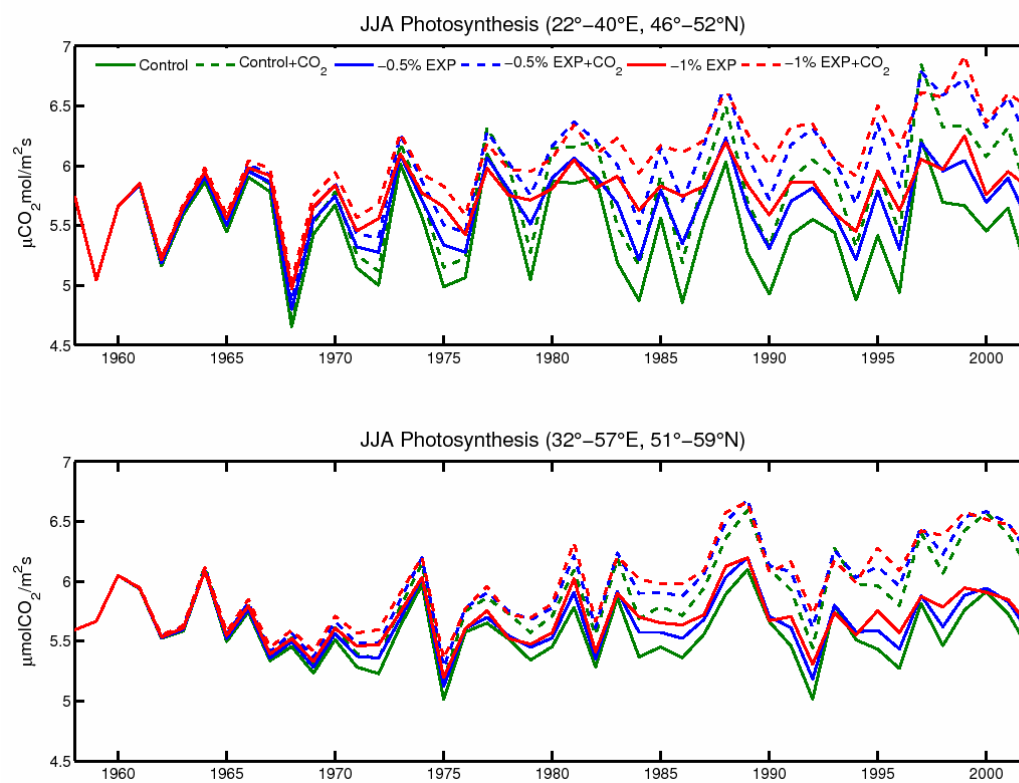 JJA Photosynthesis (22°−40°E, 46°−52°N)
7
Control Control+CO₂ −0.5% EXP −0.5% EXP+CO₂ −1% EXP −1% EXP+CO₂
6.5
6
μCO₂mol/m²s
5.5
5
4.5
1960 1965 1970 1975 1980 1985 1990 1995 2000
JJA Photosynthesis (32°−57°E, 51°−59°N)
7
6.5
6
μmolCO₂/m²s
5.5
5
4.5
1960 1965 1970 1975 1980 1985 1990 1995 2000